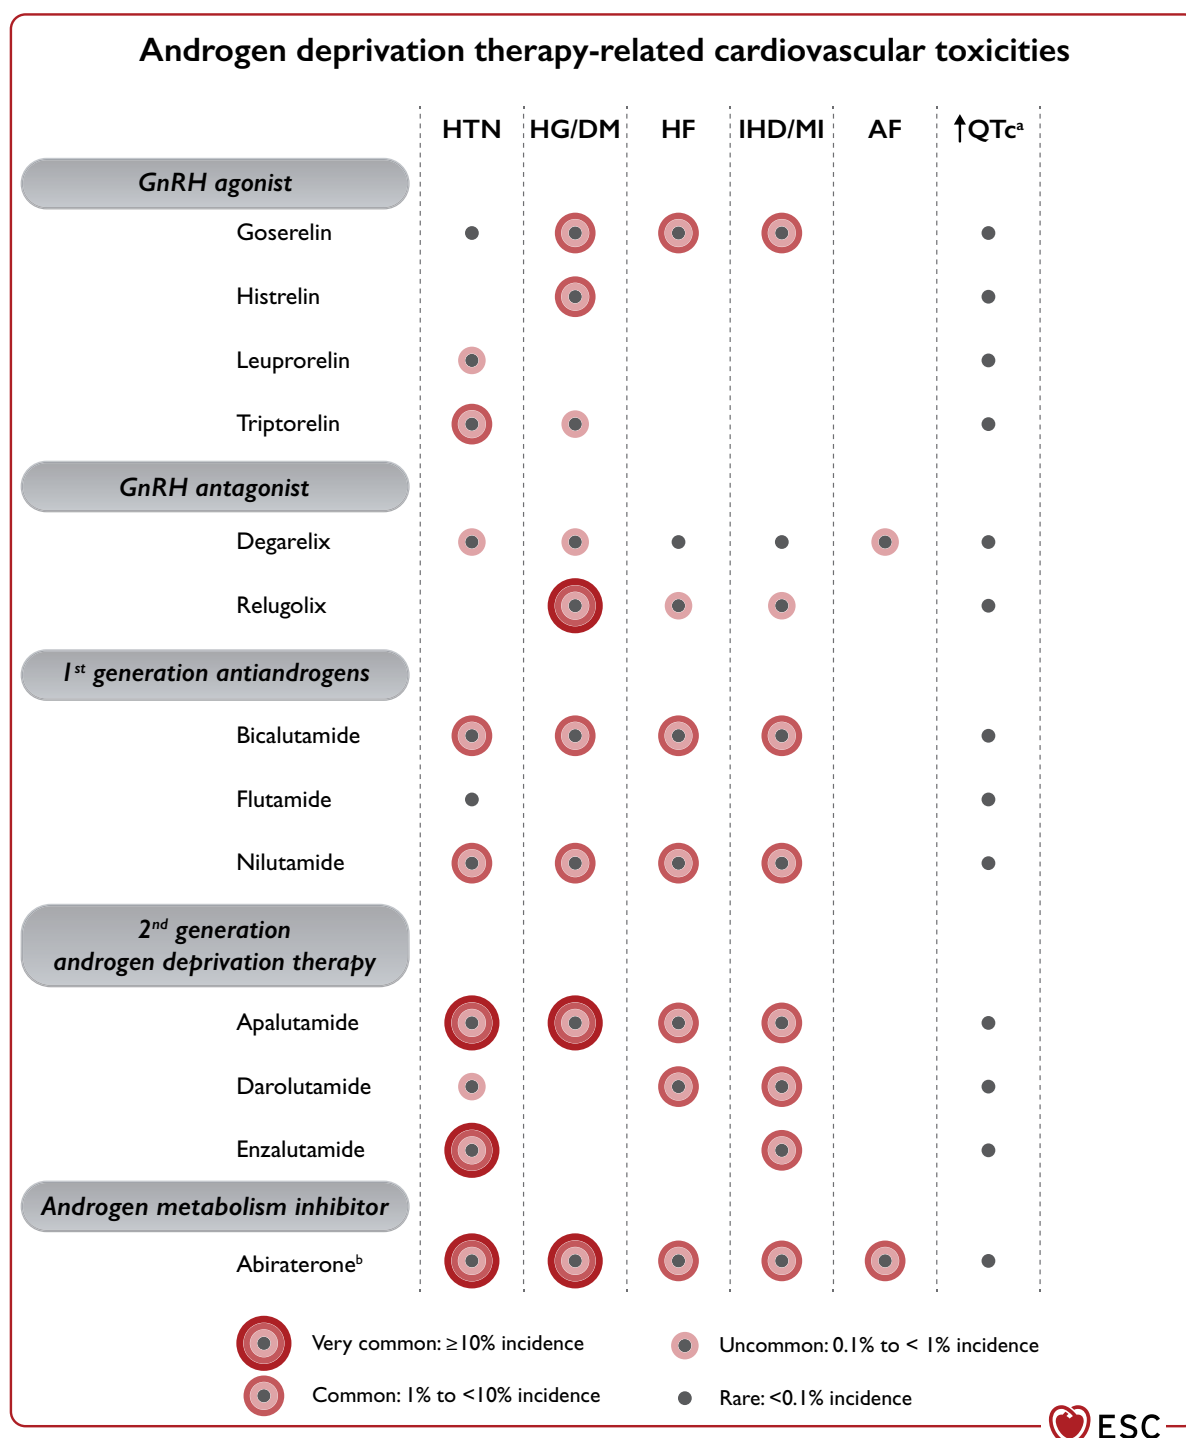 Androgen deprivation therapy-related cardiovascular toxicities
HTN HG/DM HF IHD/MI AF ↑QTcᵃ
GnRH agonist
Goserelin
Histrelin
Leuprorelin
Triptorelin
GnRH antagonist
Degarelix
Relugolix
1ˢᵗ generation antiandrogens
Bicalutamide
Flutamide
Nilutamide
2ⁿᵈ generation
androgen deprivation therapy
Apalutamide
Darolutamide
Enzalutamide
Androgen metabolism inhibitor
Abirateroneᵇ
Very common: ≥10% incidence
Uncommon: 0.1% to < 1% incidence
Common: 1% to <10% incidence
Rare: <0.1% incidence
ESC